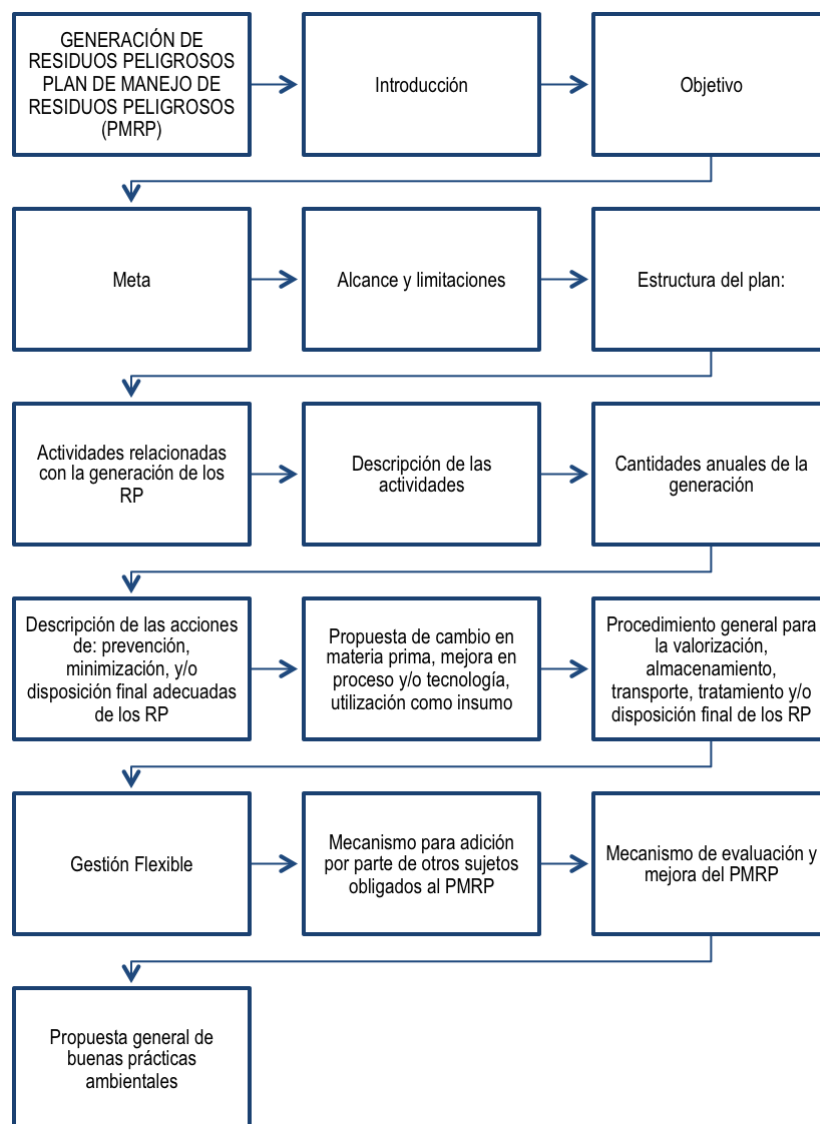 GENERACIÓN DE
RESIDUOS PELIGROSOS
PLAN DE MANEJO DE
RESIDUOS PELIGROSOS
(PMRP)
Introducción
Objetivo
Meta
Alcance y limitaciones
Estructura del plan:
Actividades relacionadas
con la generación de los
RP
Descripción de las
actividades
Cantidades anuales de la
generación
Descripción de las acciones
de: prevención,
minimización, y/o
disposición final adecuadas
de los RP
Propuesta de cambio en
materia prima, mejora en
proceso y/o tecnología,
utilización como insumo
Procedimiento general para
la valorización,
almacenamiento,
transporte, tratamiento y/o
disposición final de los RP
Gestión Flexible
Mecanismo para adición
por parte de otros sujetos
obligados al PMRP
Mecanismo de evaluación y
mejora del PMRP
Propuesta general de
buenas prácticas
ambientales